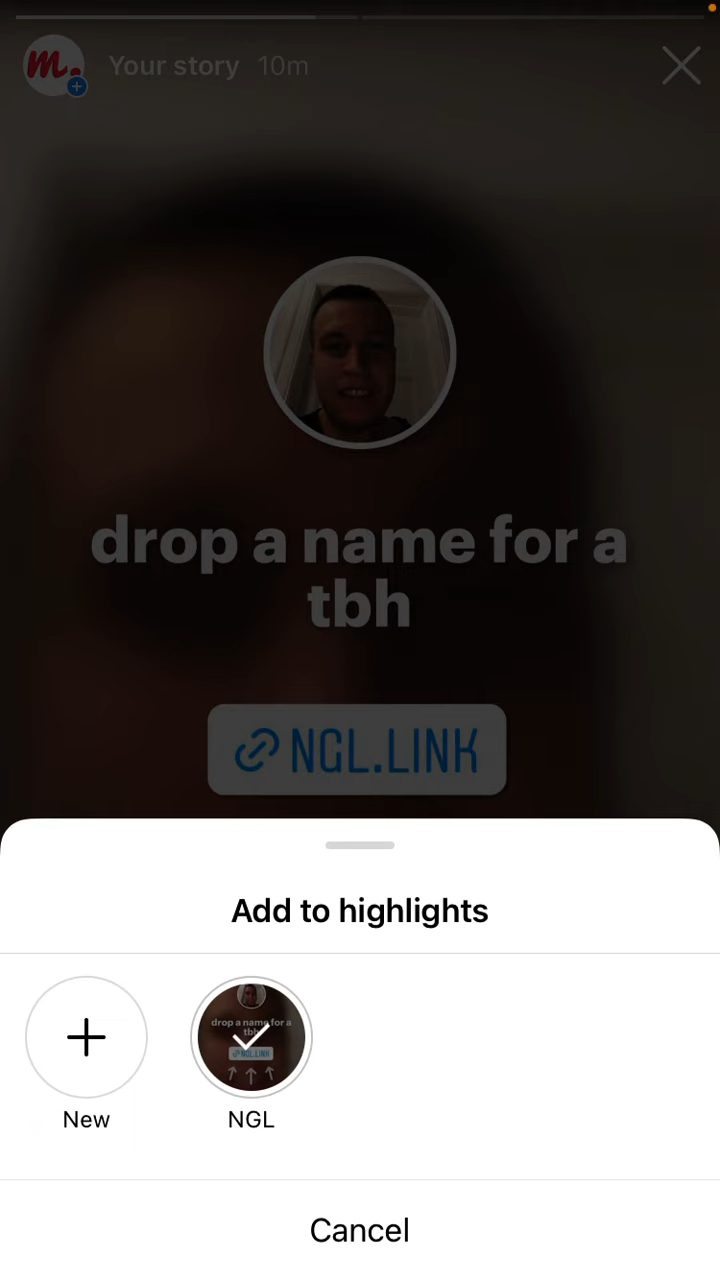 m.
Your story 10m
drop a name for a
tbh
NGL.LINK
Add to highlights
drop a name for a
tbh
NGL.LINK
New
NGL
Cancel